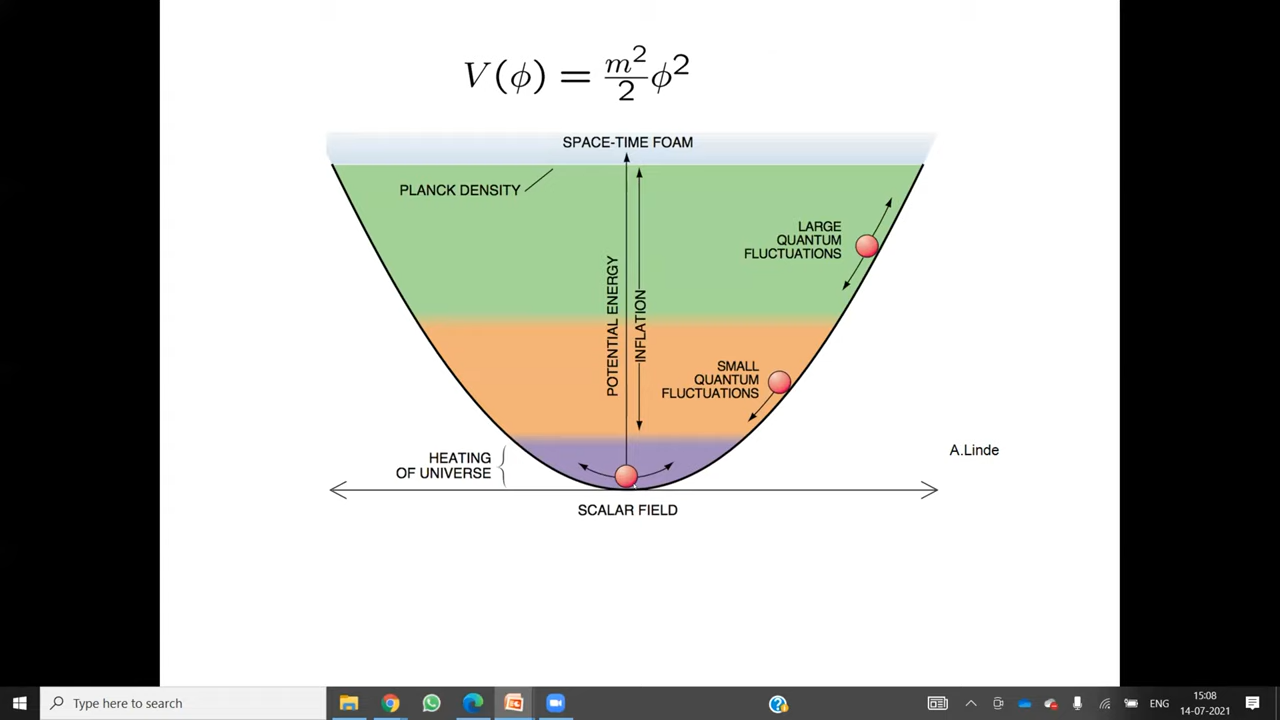 V(ϕ) = m²/2 ϕ²
SPACE-TIME FOAM
PLANCK DENSITY
LARGE
QUANTUM
FLUCTUATIONS
POTENTIAL ENERGY
INFLATION
SMALL
QUANTUM
FLUCTUATIONS
HEATING
OF UNIVERSE
A.Linde
SCALAR FIELD
Type here to search
ENG
15:08
14-07-2021